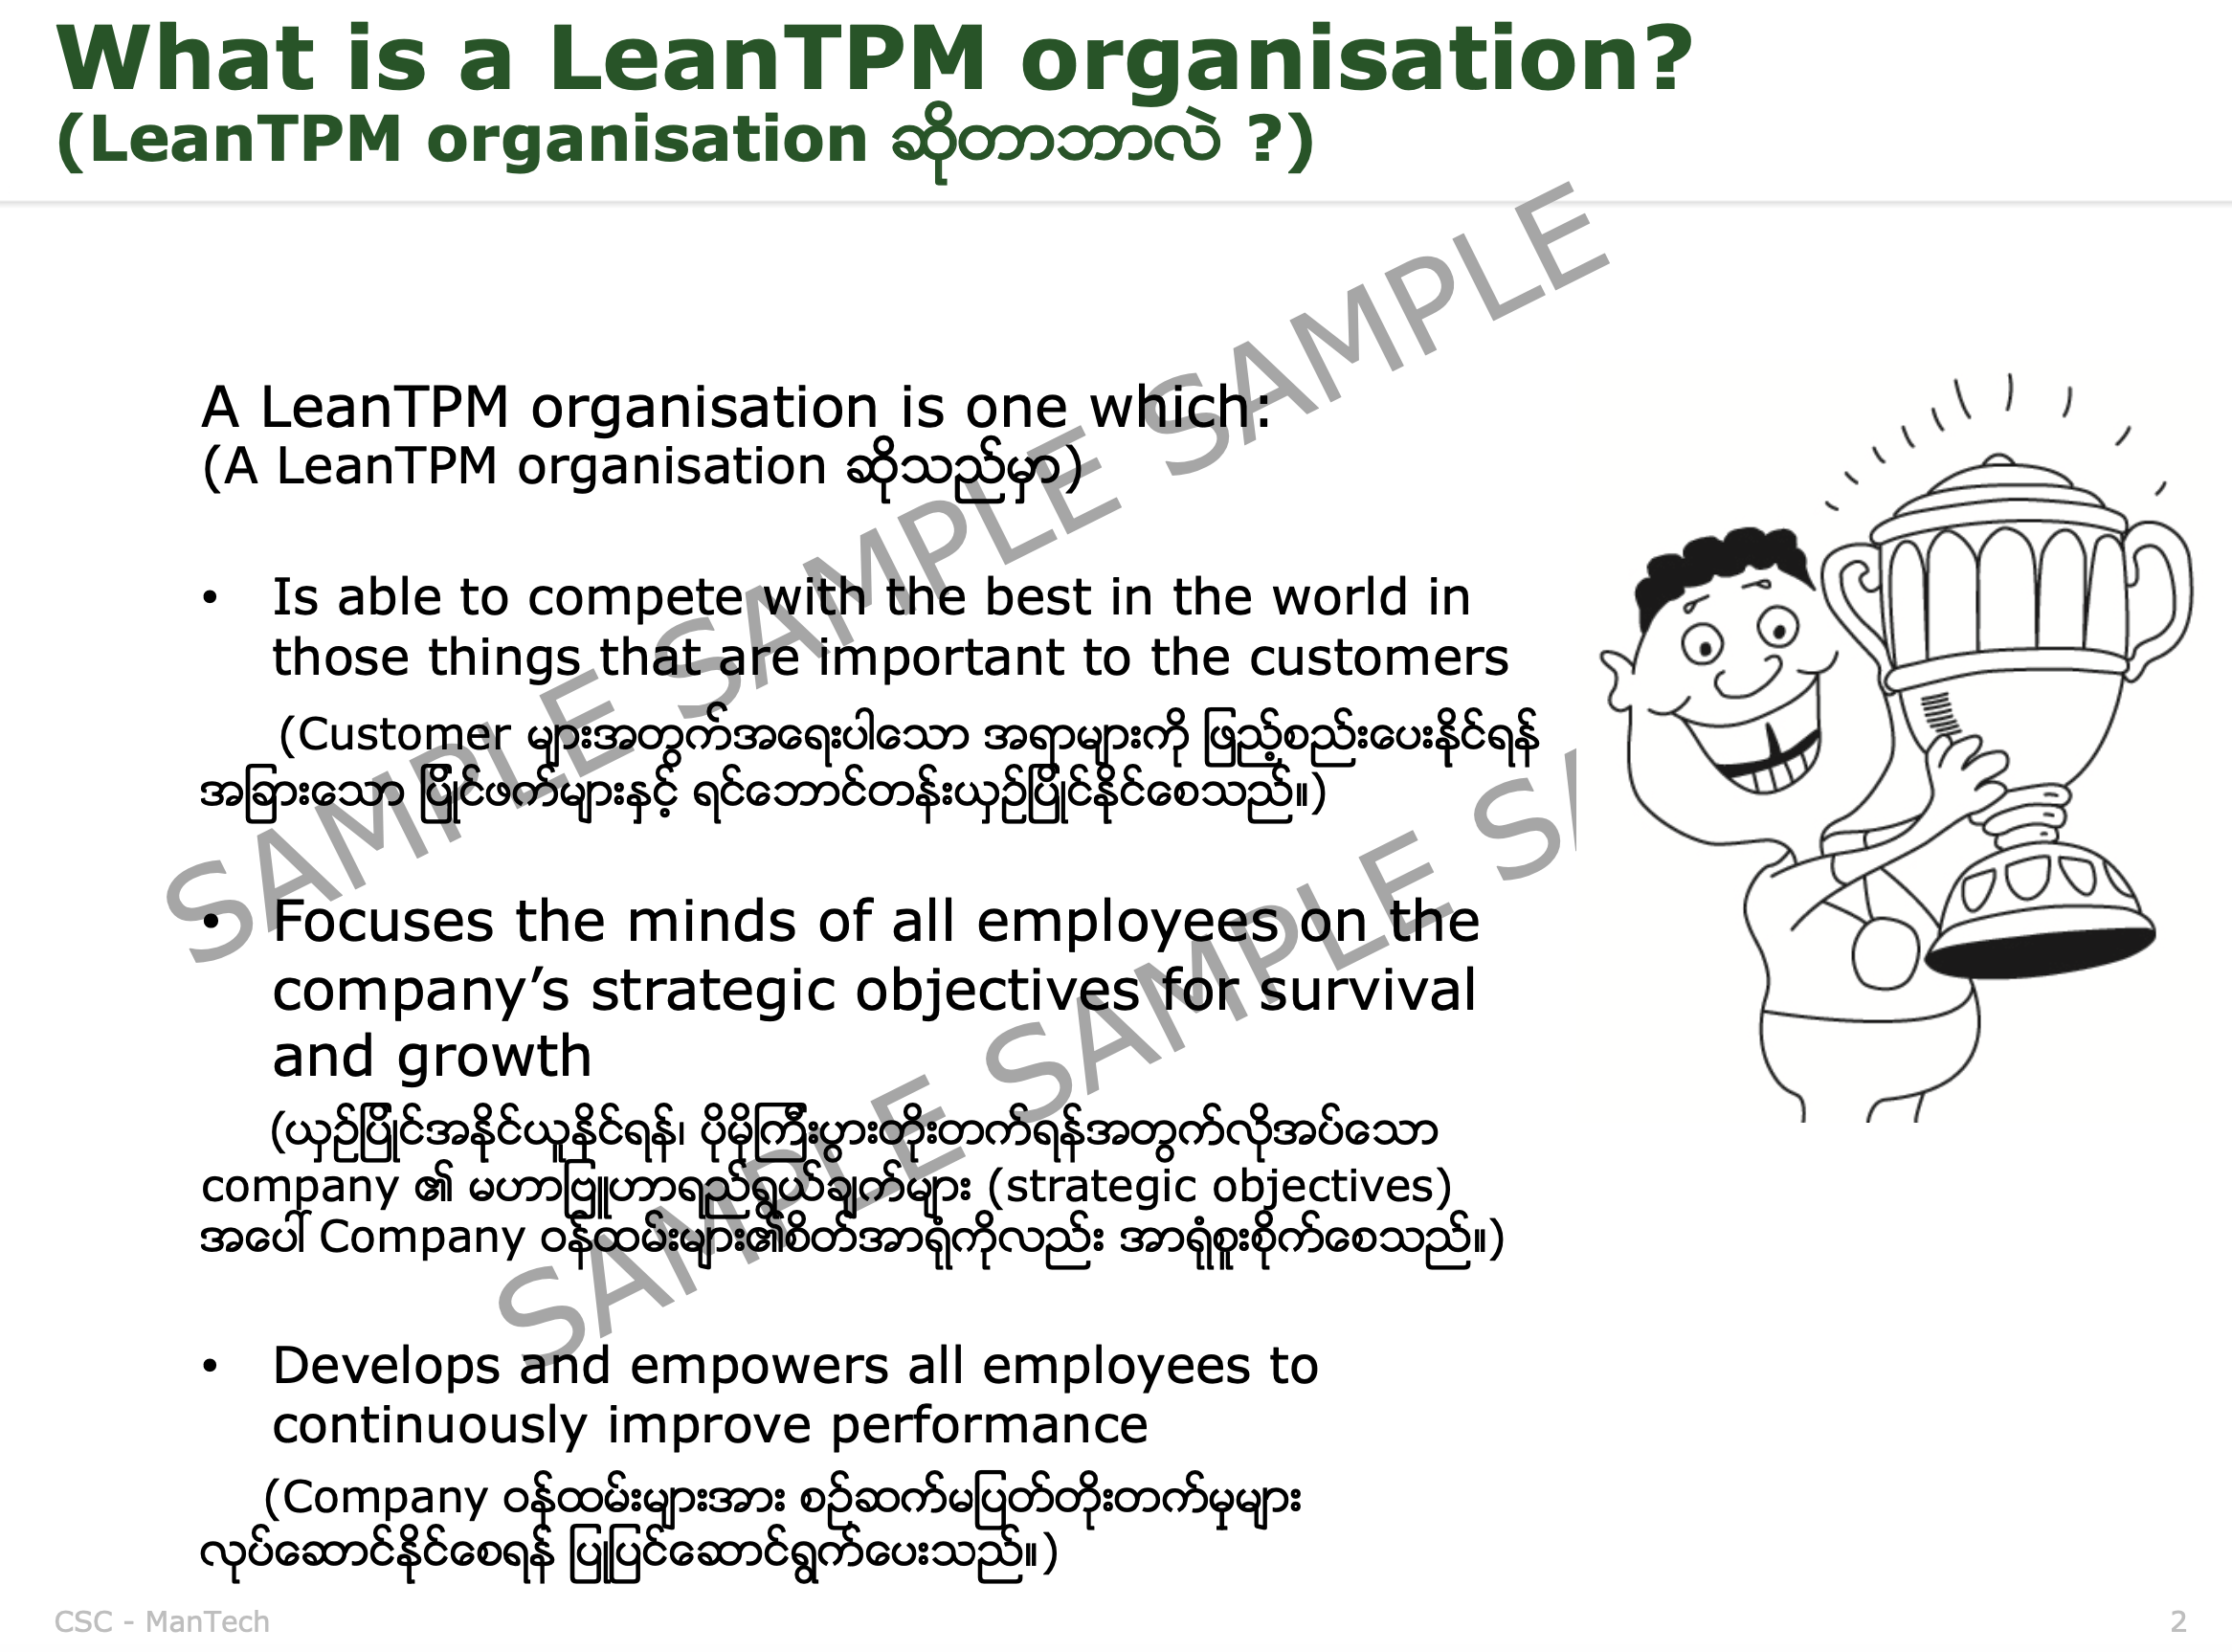 What is a LeanTPM organisation?
(LeanTPM organisation ဆိုတာဘာလဲ ?)
A LeanTPM organisation is one which:
(A LeanTPM organisation ဆိုသည်မှာ)
• Is able to compete with the best in the world in
those things that are important to the customers
(Customer များအတွက်အရေးပါသော အရာများကို ဖြည့်စည်းပေးနိုင်ရန်
အခြားသော ပြိုင်ဖက်များနှင့် ရင်ဘောင်တန်းယှဉ်ပြိုင်နိုင်စေသည်။)
• Focuses the minds of all employees on the
company’s strategic objectives for survival
and growth
(ယှဉ်ပြိုင်အနိုင်ယူနိုင်ရန်၊ ပိုမိုကြီးပွားတိုးတက်ရန်အတွက်လိုအပ်သော
company ၏ မဟာဗျူဟာရည်ရွယ်ချက်များ (strategic objectives)
အပေါ် Company ဝန်ထမ်းများ၏စိတ်အာရုံကိုလည်း အာရုံစူးစိုက်စေသည်။)
• Develops and empowers all employees to
continuously improve performance
(Company ဝန်ထမ်းများအား စဉ်ဆက်မပြတ်တိုးတက်မှုများ
လုပ်ဆောင်နိုင်စေရန် ပြုပြင်ဆောင်ရွက်ပေးသည်။)
SAMPLE SAMPLE SAMPLE
SAMPLE SAMPLE SA
CSC - ManTech
2